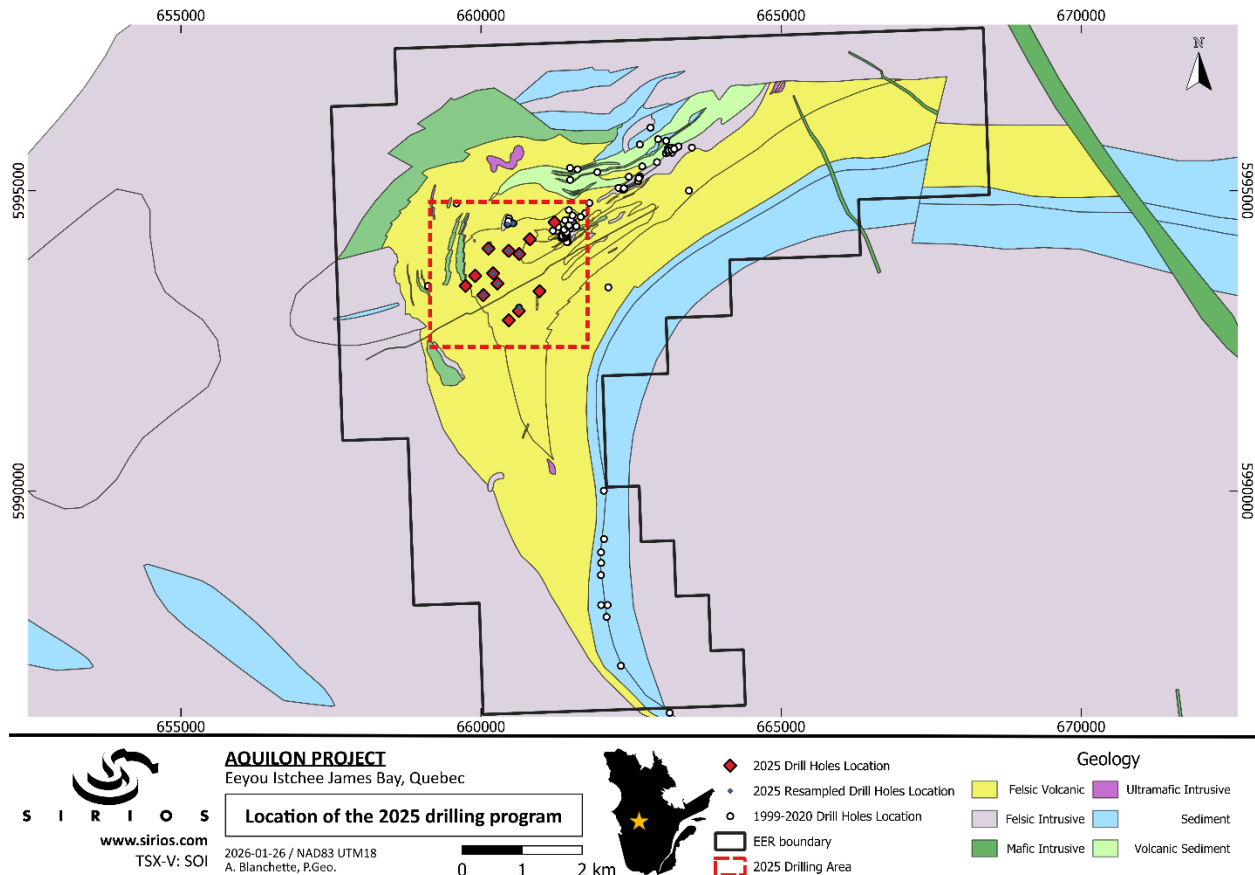 655000 660000 665000 670000
N
5995000 5995000
5990000 5990000
655000 660000 665000 670000
SIRIOS
www.sirios.com
TSX-V: SOI
AQUILON PROJECT
Eeyou Istchee James Bay, Quebec
Location of the 2025 drilling program
2026-01-26 / NAD83 UTM18
A. Blanchette, P.Geo.
0 1 2 km
2025 Drill Holes Location
2025 Resampled Drill Holes Location
1999-2020 Drill Holes Location
EER boundary
2025 Drilling Area
Geology
Felsic Volcanic
Ultramafic Intrusive
Felsic Intrusive
Sediment
Mafic Intrusive
Volcanic Sediment